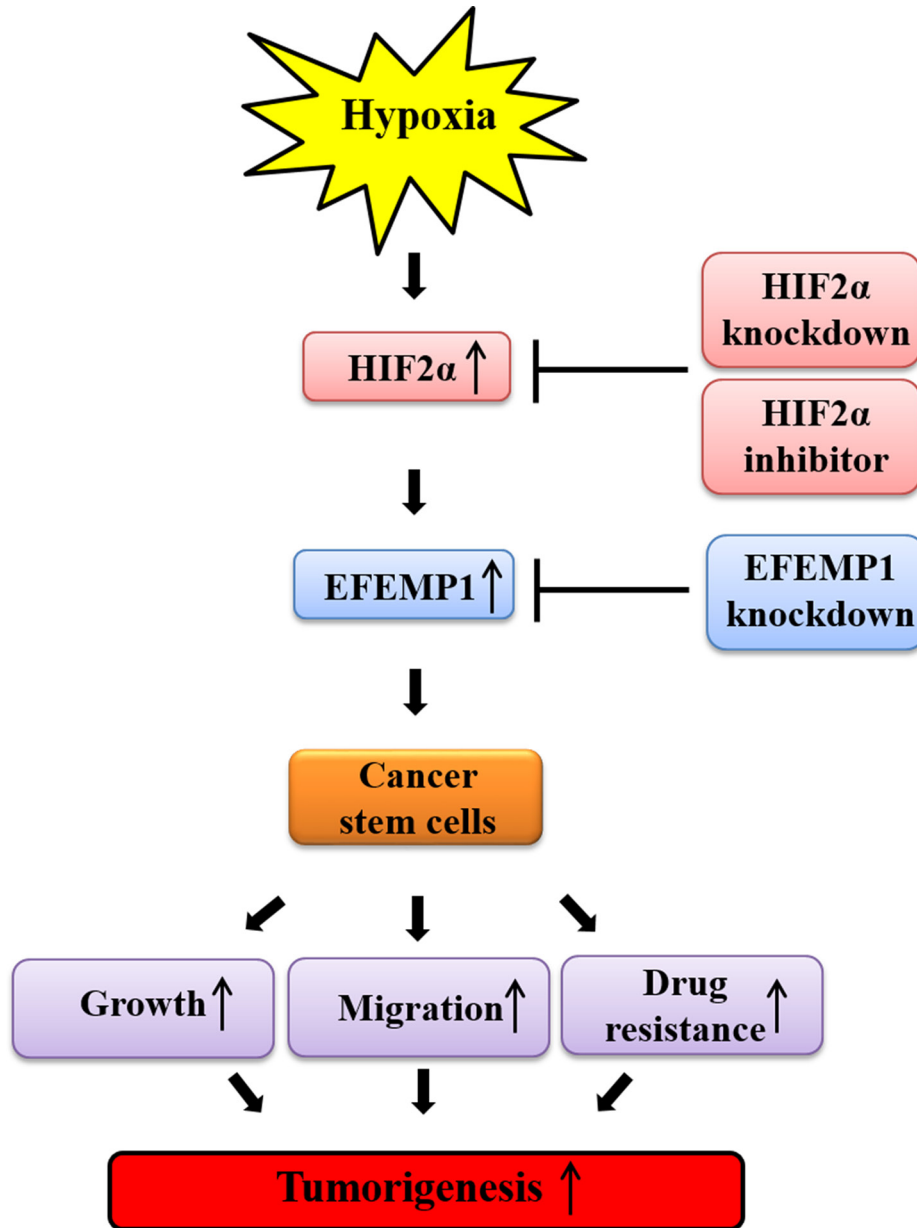 Hypoxia
HIF2α
knockdown
HIF2α ↑
HIF2α
inhibitor
EFEMP1 ↑
EFEMP1
knockdown
Cancer
stem cells
Growth ↑
Migration ↑
Drug
resistance ↑
Tumorigenesis ↑